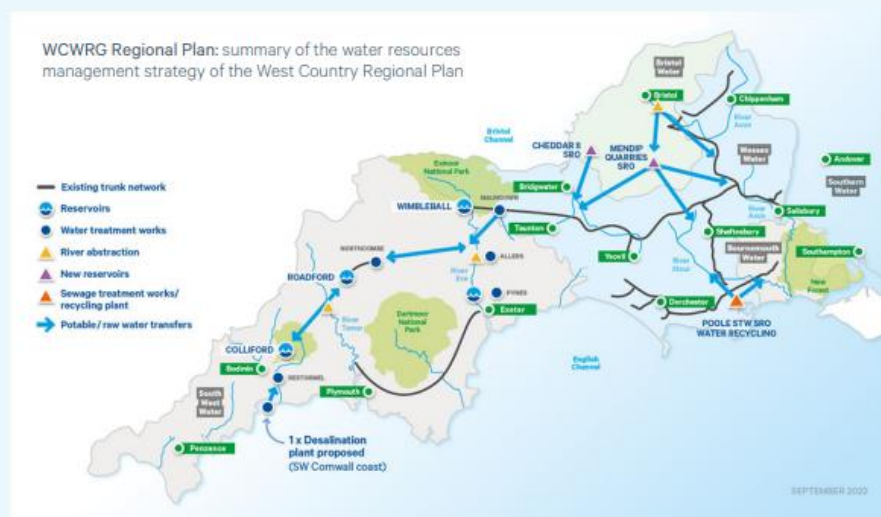 WCWRG Regional Plan: summary of the water resources
management strategy of the West Country Regional Plan
Existing trunk network
Reservoirs
Water treatment works
River abstraction
New reservoirs
Sewage treatment works/
recycling plant
Potable/raw water transfers
Bristol
Water
Bristol
Chippenham
River
Avon
Bristol
Channel
CHEDDAR II
SRO
MENDIP
QUARRIES
SRO
Wessex
Water
Andover
Southern
Water
Exmoor
National Park
Bridgwater
WIMBLEBALL
MAUNDOWN
Taunton
River
Avon
Salisbury
Shaftesbury
Bournemouth
Water
Southampton
Yeovil
River
Stour
New
Forest
NORTHCOMBE
ALLERS
ROADFORD
River
Exe
PYNES
Exeter
Dorchester
POOLE STW SRO
WATER RECYCLING
River
Tamar
Dartmoor
National
Park
COLLIFORD
Bodmin
English
Channel
RESTORMEL
South
West
Water
Plymouth
1 x Desalination
plant proposed
(SW Cornwall coast)
Penzance